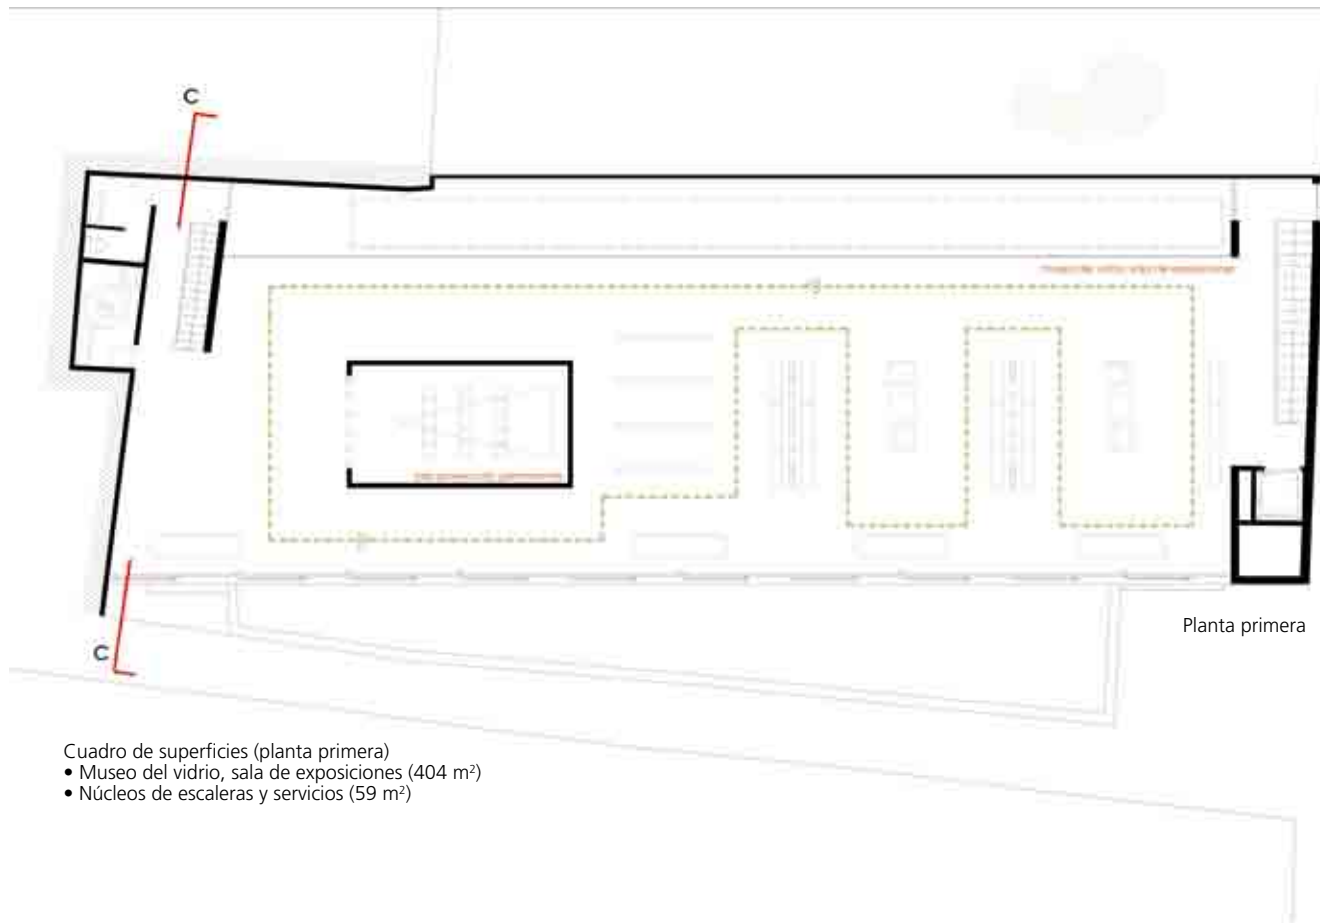 C
C
Planta primera
Cuadro de superficies (planta primera)
• Museo del vidrio, sala de exposiciones (404 m²)
• Núcleos de escaleras y servicios (59 m²)